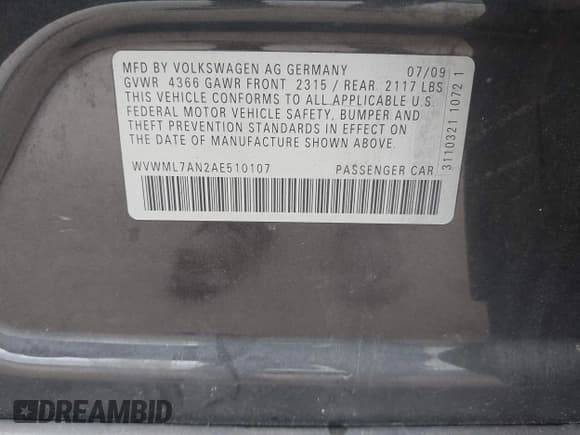 MFD BY VOLKSWAGEN AG GERMANY 07/09
GVWR 4366 GAWR FRONT 2315 / REAR 2117 LBS
THIS VEHICLE CONFORMS TO ALL APPLICABLE U.S.
FEDERAL MOTOR VEHICLE SAFETY, BUMPER AND
THEFT PREVENTION STANDARDS IN EFFECT ON THE
DATE OF MANUFACTURE SHOWN ABOVE.
WVWML7AN2AE510107 PASSENGER CAR
3110321 1072 1
DREAMBID